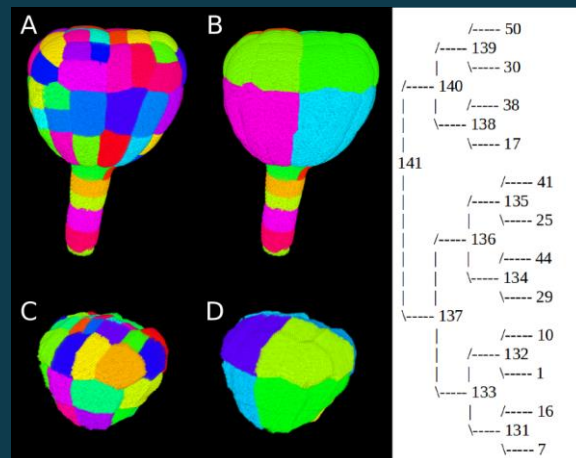 A
B
C
D
/----- 50
/----- 139
| \----- 30
/----- 140
| | /----- 38
| \----- 138
| \----- 17
141
| /----- 41
| /----- 135
| | \----- 25
| /----- 136
| | | /----- 44
| | \----- 134
| | \----- 29
\----- 137
| /----- 10
| /----- 132
| | \----- 1
\----- 133
| /----- 16
\----- 131
\----- 7